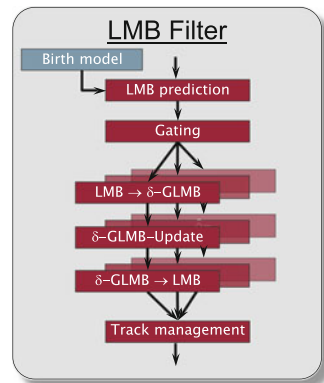 LMB Filter
Birth model
LMB prediction
Gating
LMB → δ-GLMB
δ-GLMB-Update
δ-GLMB → LMB
Track management